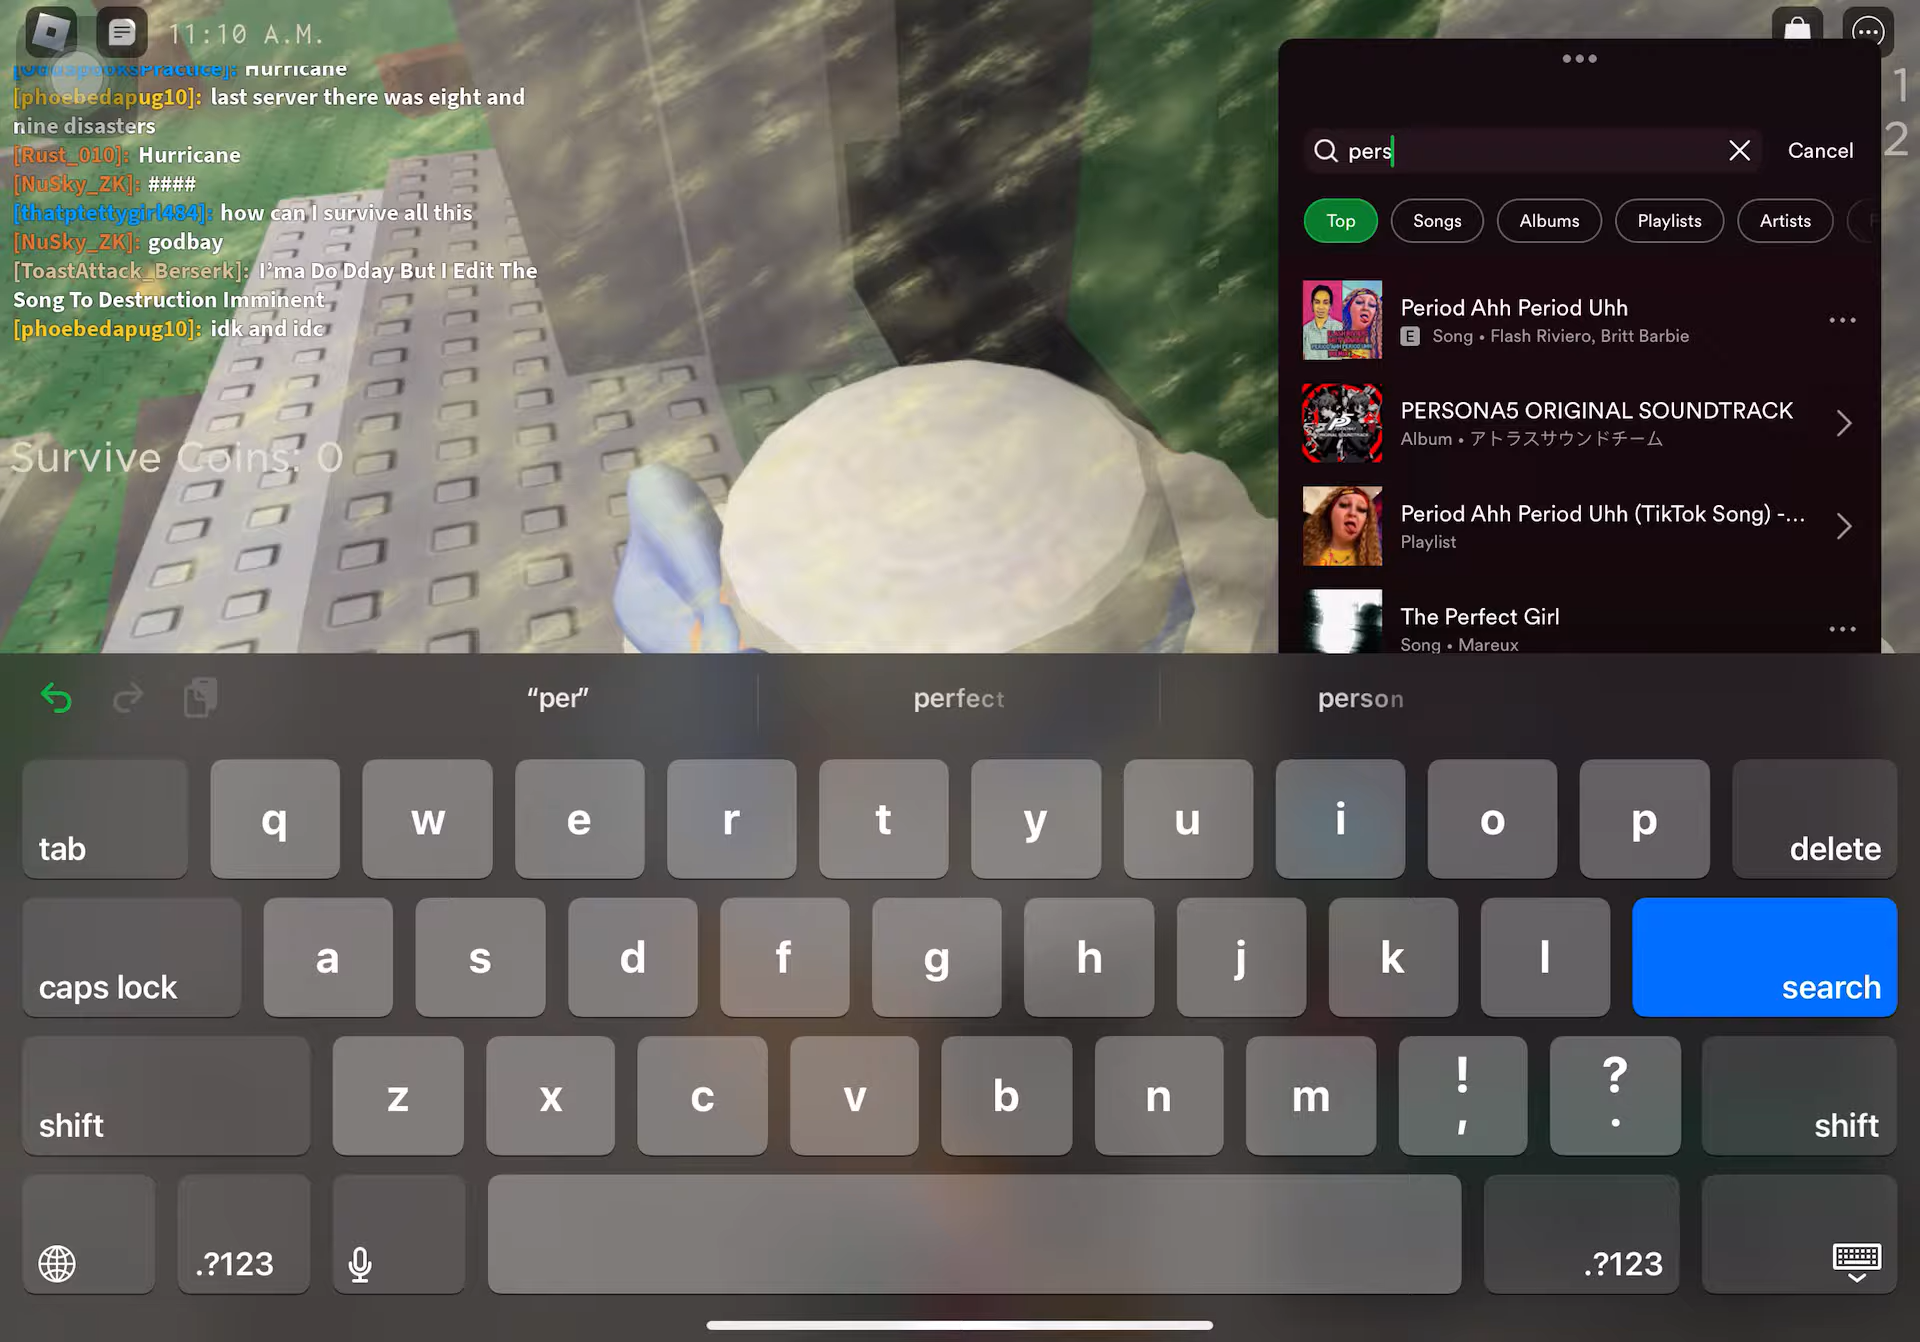 11:10 A.M.
[OddapooksPractice]: Hurricane
[phoebedapug10]: last server there was eight and
nine disasters
[Rust_010]: Hurricane
[NuSky_ZK]: ####
[thatptettygirl484]: how can I survive all this
[NuSky_ZK]: godbay
[ToastAttack_Berserk]: I'ma Do Dday But I Edit The
Song To Destruction Imminent
[phoebedapug10]: idk and idc
Survive Coins: 0
1
2
pers
Cancel
Top
Songs
Albums
Playlists
Artists
Period Ahh Period Uhh
E Song • Flash Riviero, Britt Barbie
PERSONA5 ORIGINAL SOUNDTRACK
Album • アトラスサウンドチーム
Period Ahh Period Uhh (TikTok Song) -...
Playlist
The Perfect Girl
Song • Mareux
“per”
perfect
person
tab
q w e r t y u i o p
delete
caps lock
a s d f g h j k l
search
shift
z x c v b n m ! , ? .
shift
.?123
.?123